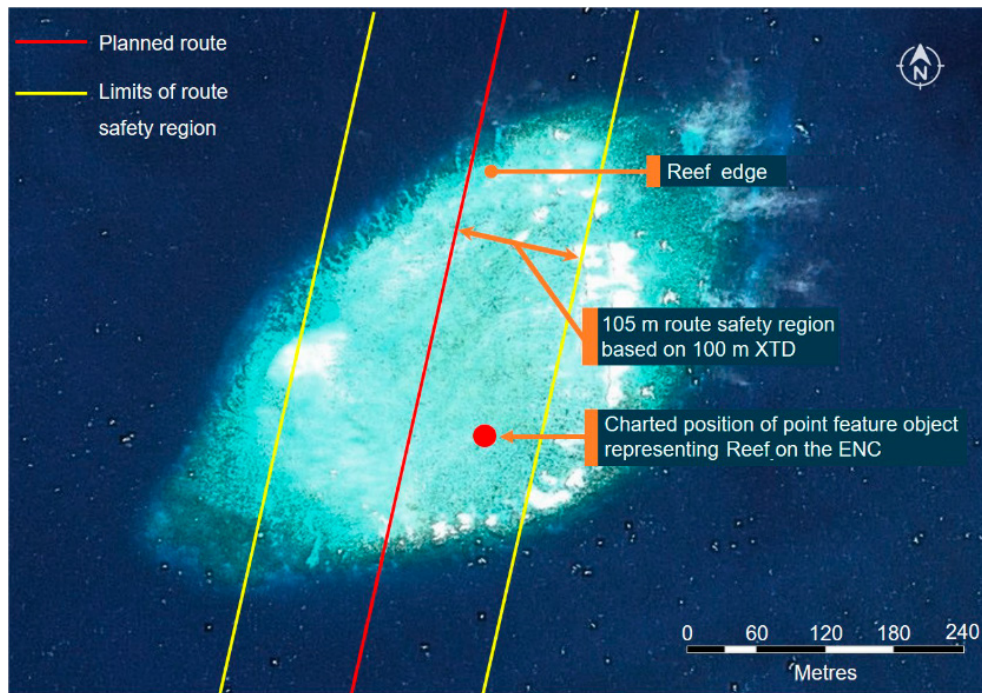 Planned route
Limits of route
safety region
N
Reef edge
105 m route safety region
based on 100 m XTD
Charted position of point feature object
representing Reef on the ENC
0 60 120 180 240
Metres